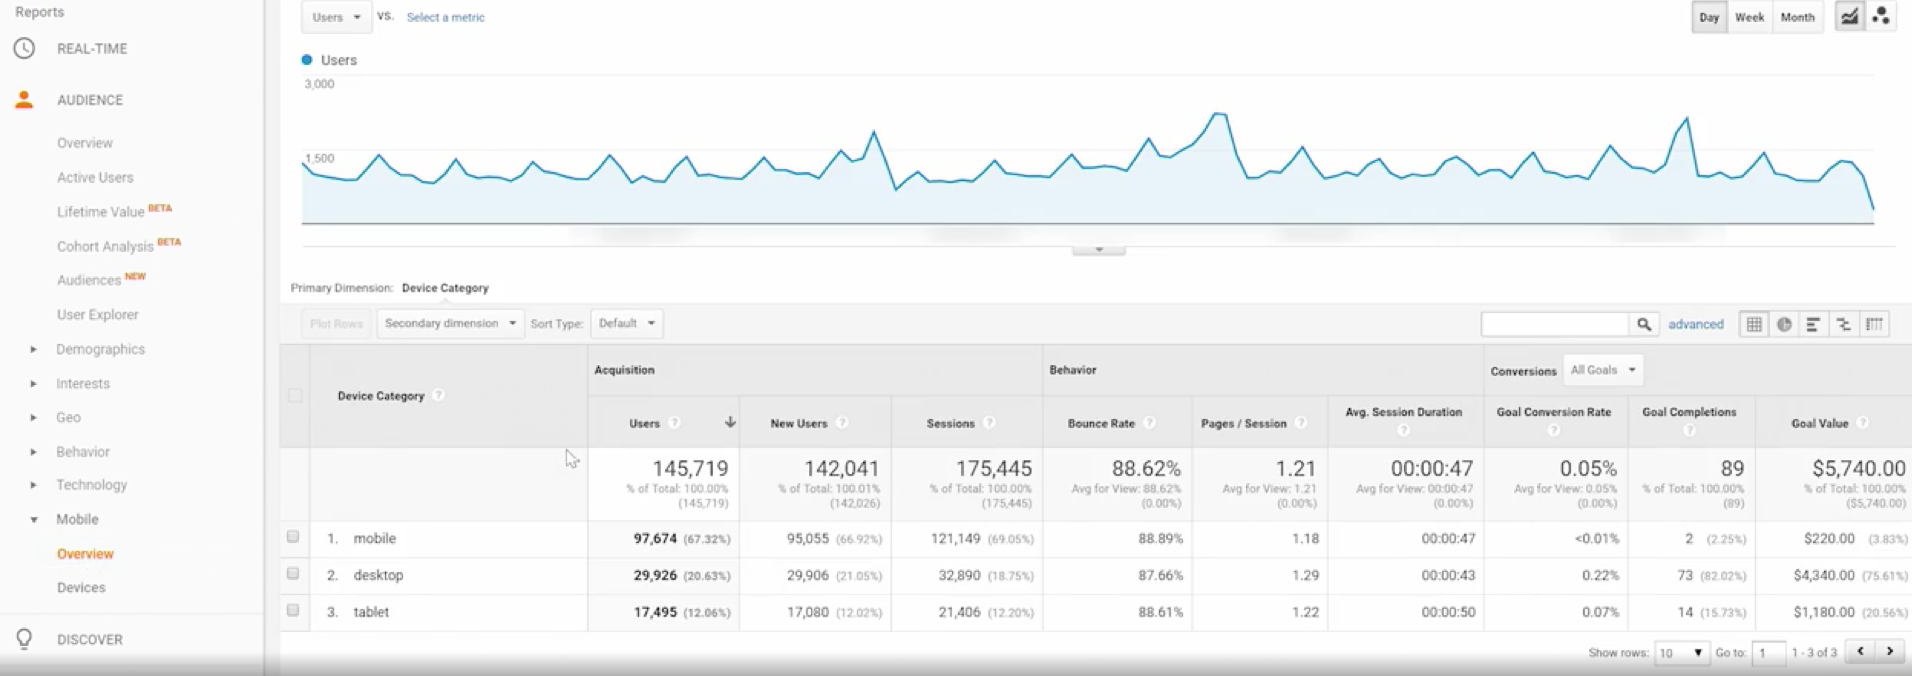 Reports
REAL-TIME
AUDIENCE
Overview
Active Users
Lifetime Value BETA
Cohort Analysis BETA
Audiences NEW
User Explorer
Demographics
Interests
Geo
Behavior
Technology
Mobile
Overview
Devices
DISCOVER
Users VS. Select a metric
Day Week Month
Users
3,000
1,500
Primary Dimension: Device Category
Plot Rows Secondary dimension Sort Type: Default advanced
Device Category ? Acquisition Behavior Conversions All Goals
Users ? New Users ? Sessions ? Bounce Rate ? Pages / Session ? Avg. Session Duration ? Goal Conversion Rate ? Goal Completions ? Goal Value ?
145,719 142,041 175,445 88.62% 1.21 00:00:47 0.05% 89 $5,740.00
% of Total: 100.00% % of Total: 100.01% % of Total: 100.00% Avg for View: 88.62% Avg for View: 1.21 Avg for View: 00:00:47 Avg for View: 0.05% % of Total: 100.00% % of Total: 100.00%
(145,719) (142,026) (175,445) (0.00%) (0.00%) (0.00%) (0.00%) (89) ($5,740.00)
1. mobile 97,674 (67.32%) 95,055 (66.92%) 121,149 (69.05%) 88.89% 1.18 00:00:47 <0.01% 2 (2.25%) $220.00 (3.83%)
2. desktop 29,926 (20.63%) 29,906 (21.05%) 32,890 (18.75%) 87.66% 1.29 00:00:43 0.22% 73 (82.02%) $4,340.00 (75.61%)
3. tablet 17,495 (12.06%) 17,080 (12.02%) 21,406 (12.20%) 88.61% 1.22 00:00:50 0.07% 14 (15.73%) $1,180.00 (20.56%)
Show rows: 10 Go to: 1 1 - 3 of 3